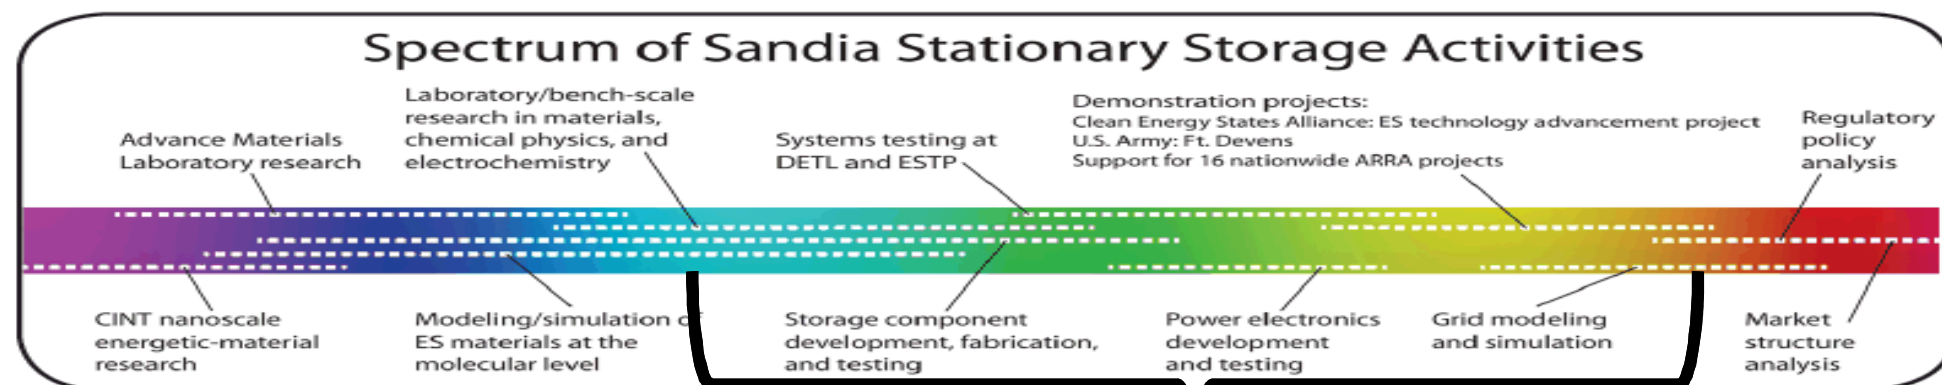 Spectrum of Sandia Stationary Storage Activities
Advance Materials
Laboratory research
Laboratory/bench-scale
research in materials,
chemical physics, and
electrochemistry
Systems testing at
DETL and ESTP
Demonstration projects:
Clean Energy States Alliance: ES technology advancement project
U.S. Army: Ft. Devens
Support for 16 nationwide ARRA projects
Regulatory
policy
analysis
CINT nanoscale
energetic-material
research
Modeling/simulation of
ES materials at the
molecular level
Storage component
development, fabrication,
and testing
Power electronics
development
and testing
Grid modeling
and simulation
Market
structure
analysis